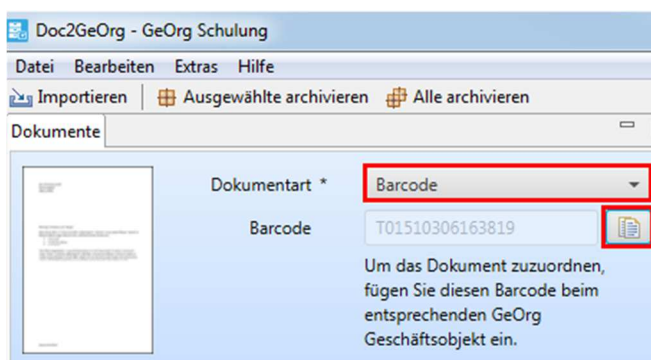 Doc2GeOrg - GeOrg Schulung
Datei Bearbeiten Extras Hilfe
Importieren Ausgewählte archivieren Alle archivieren
Dokumente
Dokumentart * Barcode
Barcode T01510306163819
Um das Dokument zuzuordnen,
fügen Sie diesen Barcode beim
entsprechenden GeOrg
Geschäftsobjekt ein.